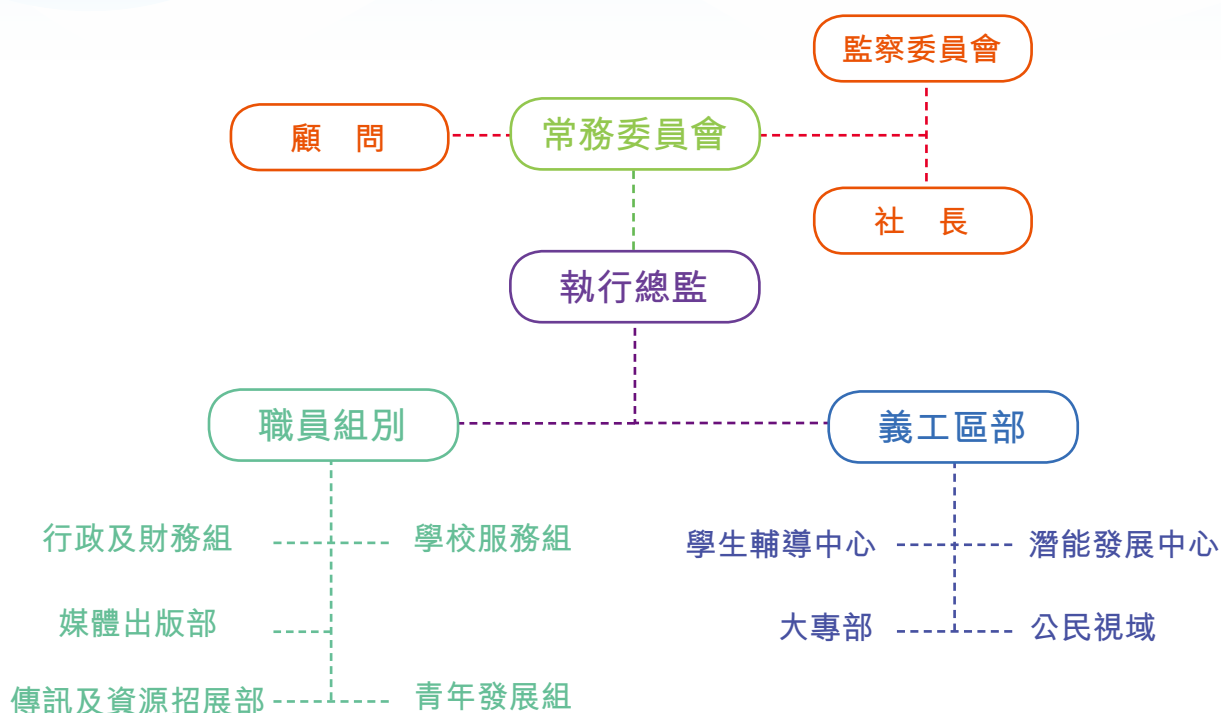 監察委員會
顧　問
常務委員會
社　長
執行總監
職員組別
義工區部
行政及財務組
學校服務組
學生輔導中心
潛能發展中心
媒體出版部
大專部
公民視域
傳訊及資源招展部
青年發展組